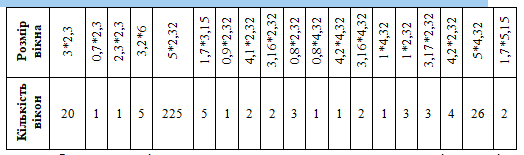 Розмір вікна 3*2,3 0,7*2,3 2,3*2,3 3,2*6 5*2,32 1,7*3,15 0,9*2,32 4,1*2,32 3,16*2,32 0,8*2,32 0,8*4,32 4,2*4,32 3,16*4,32 1*4,32 1*2,32 3,17*2,32 4,2*2,32 5*4,32 1,7*5,15
Кількість вікон 20 1 1 5 225 5 1 2 2 3 1 1 2 1 3 3 4 26 2